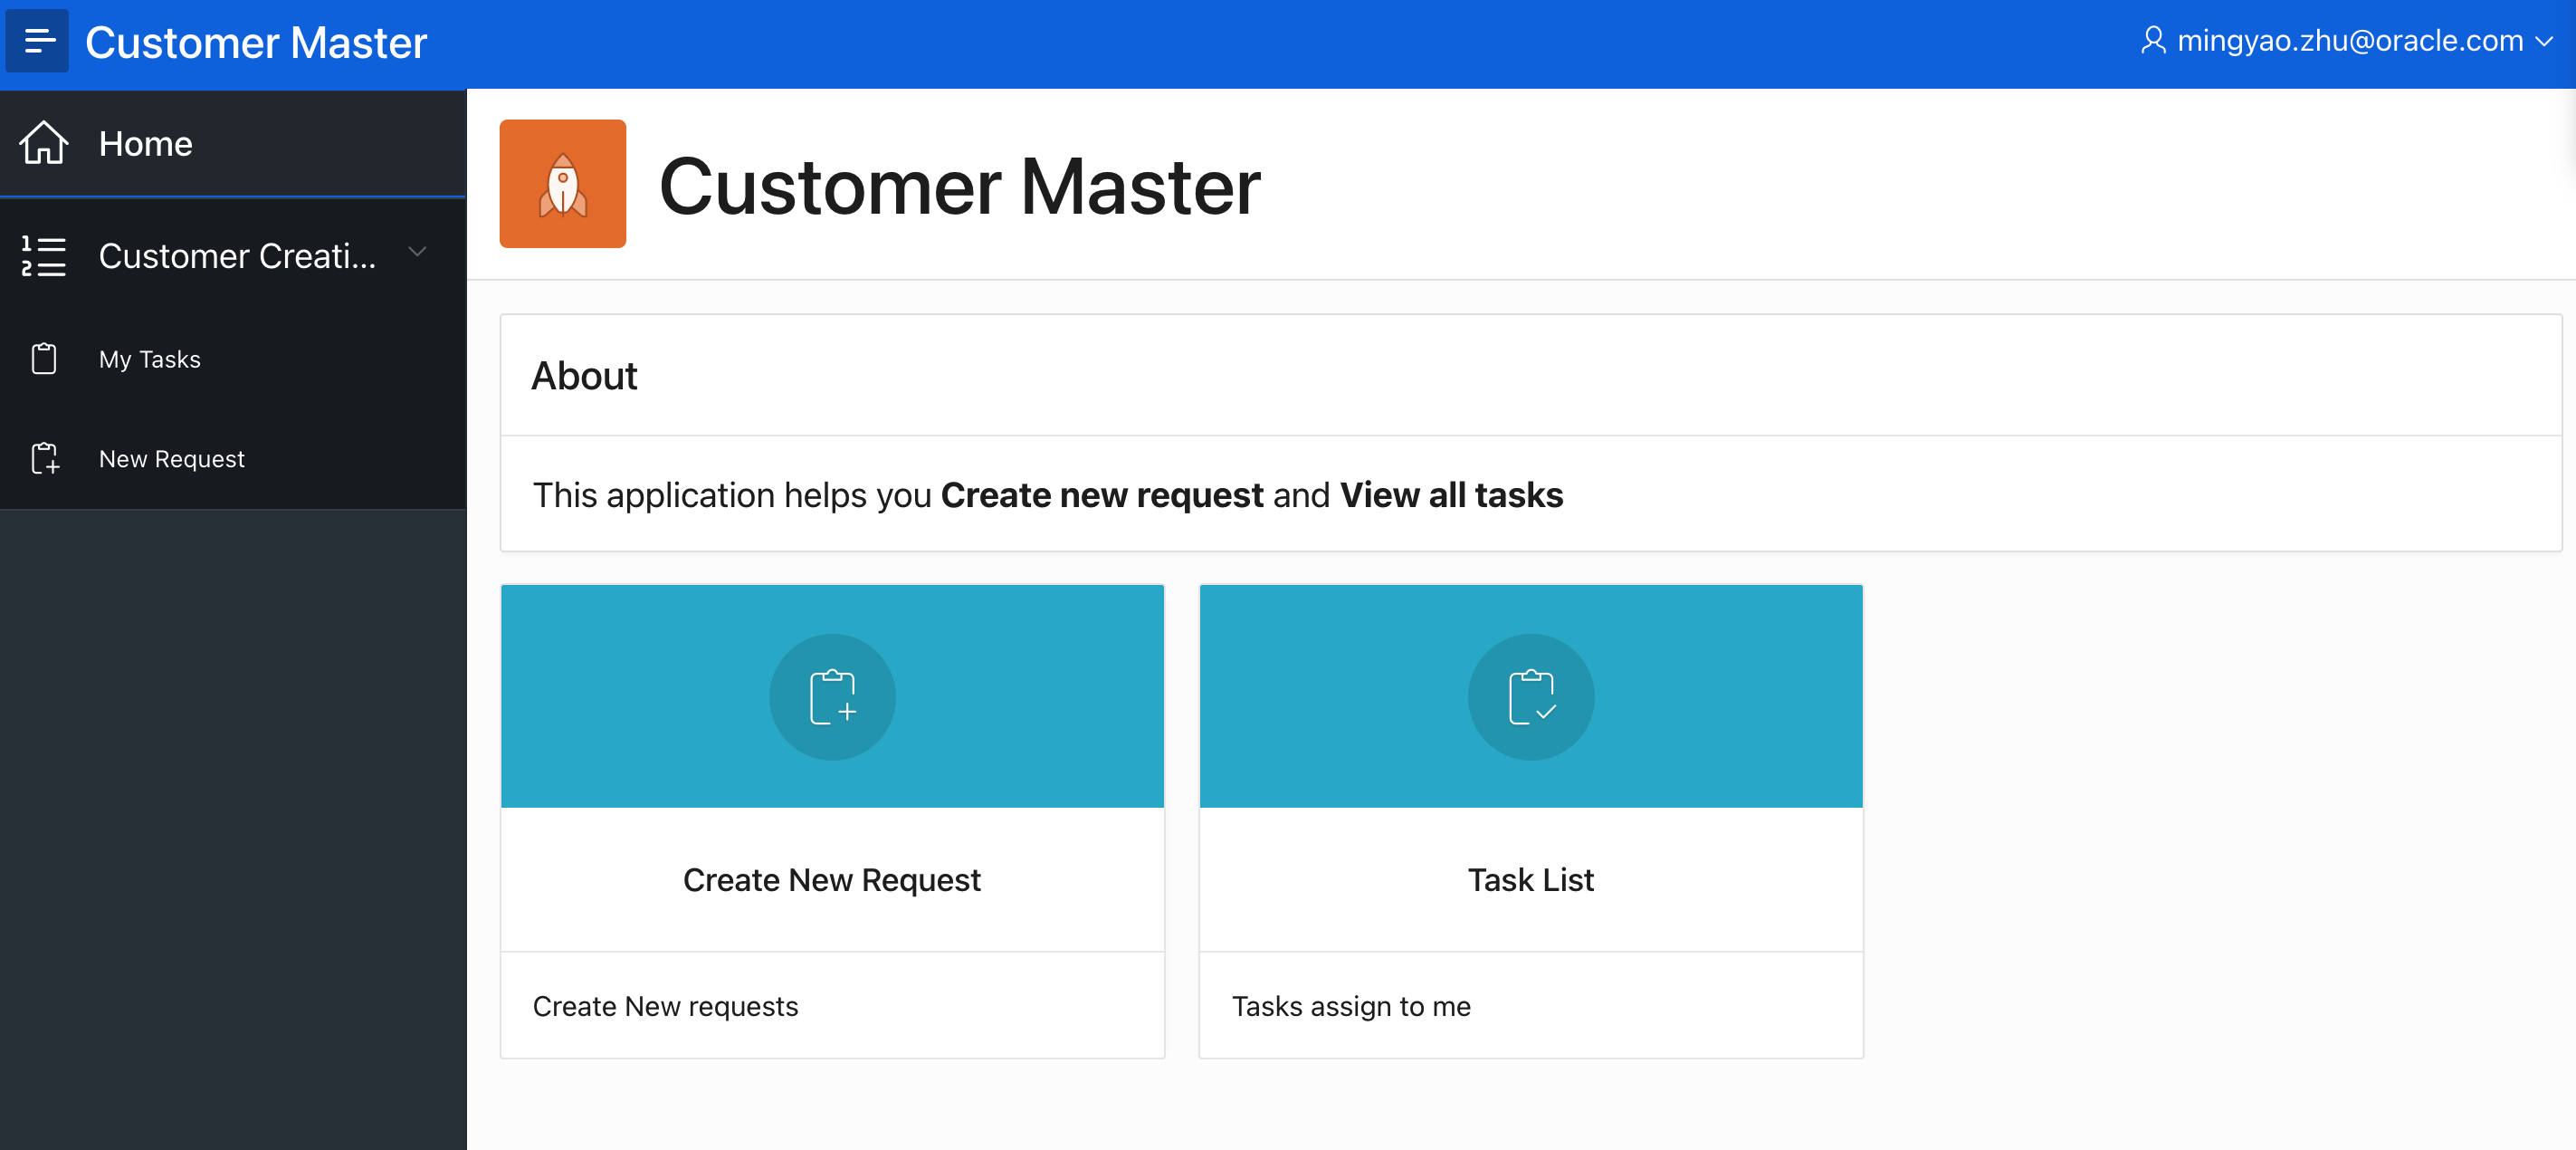 Customer Master
mingyao.zhu@oracle.com
Home
Customer Creati...
My Tasks
New Request
Customer Master
About
This application helps you Create new request and View all tasks
Create New Request
Create New requests
Task List
Tasks assign to me